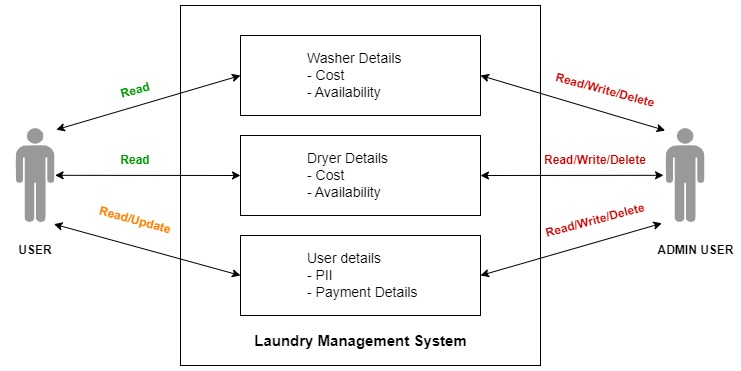 Washer Details
- Cost
- Availability
Read
Read/Write/Delete
Dryer Details
- Cost
- Availability
Read
Read/Write/Delete
Read/Update
Read/Write/Delete
USER
ADMIN USER
User details
- PII
- Payment Details
Laundry Management System